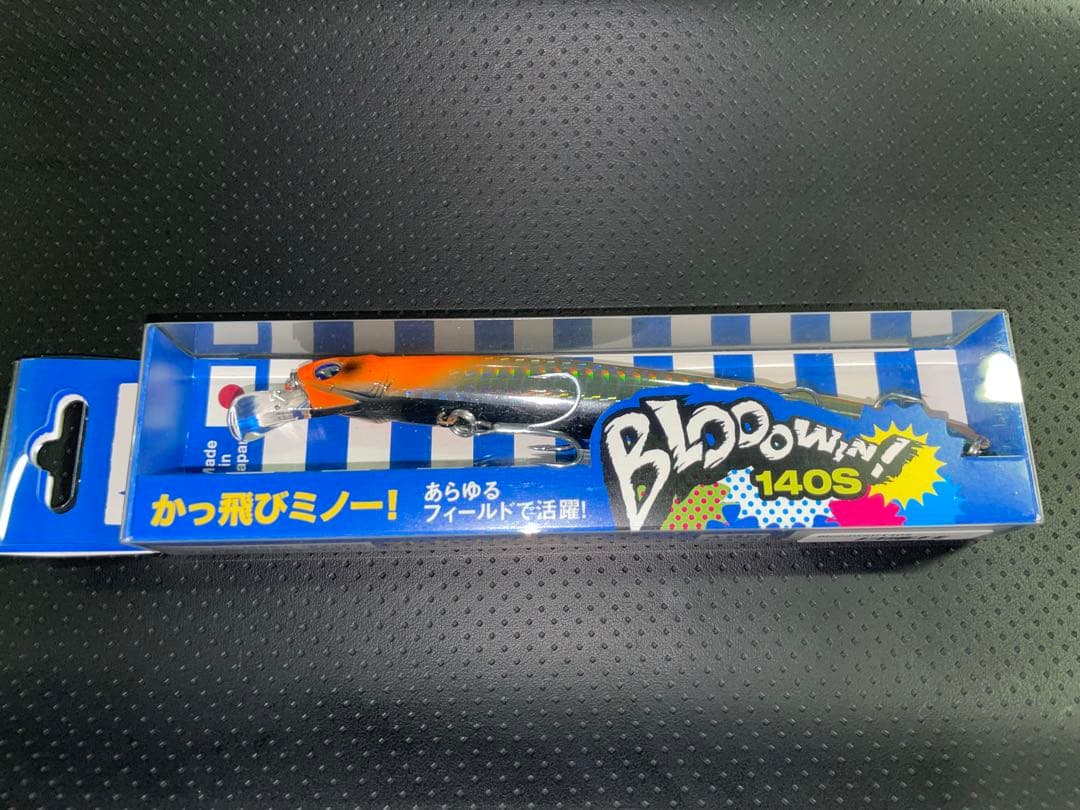 Made
in
Japan
かっ飛びミノー!
あらゆる
フィールドで活躍!
BLOOOWIN!
140S